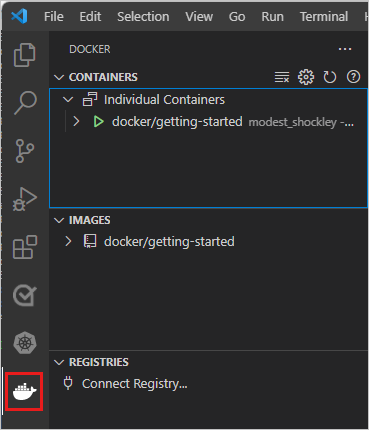 File Edit Selection View Go Run Terminal
DOCKER
CONTAINERS
Individual Containers
docker/getting-started modest_shockley -...
IMAGES
docker/getting-started
REGISTRIES
Connect Registry...